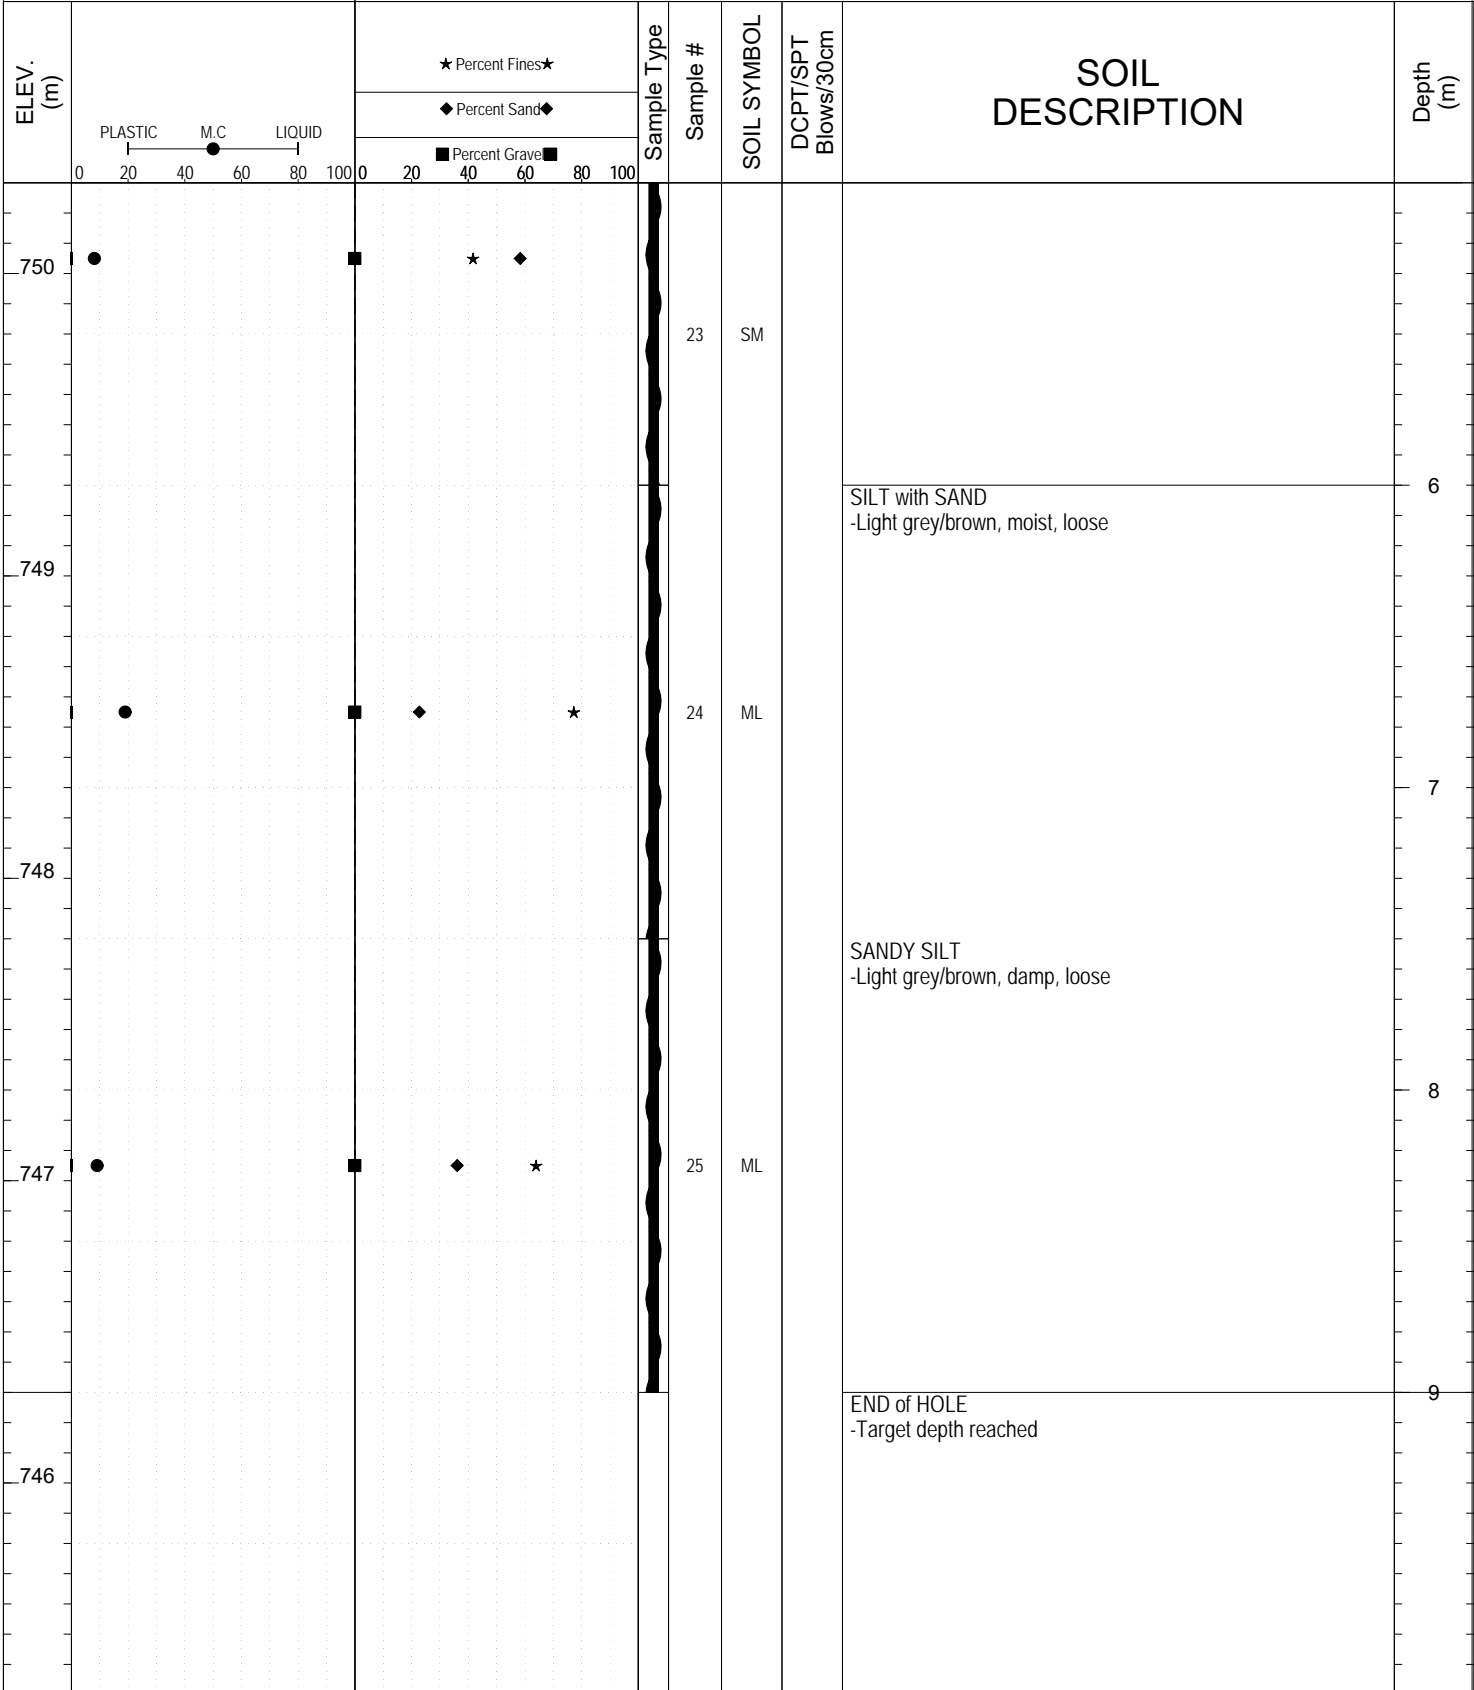 ELEV.
(m)
PLASTIC M.C LIQUID
0 20 40 60 80 100
★ Percent Fines★
◆ Percent Sand◆
■ Percent Gravel■
0 20 40 60 80 100
Sample Type
Sample #
SOIL SYMBOL
DCPT/SPT
Blows/30cm
SOIL
DESCRIPTION
Depth
(m)
750
23 SM
6
SILT with SAND
-Light grey/brown, moist, loose
749
24 ML
7
748
SANDY SILT
-Light grey/brown, damp, loose
8
747
25 ML
9
END of HOLE
-Target depth reached
746